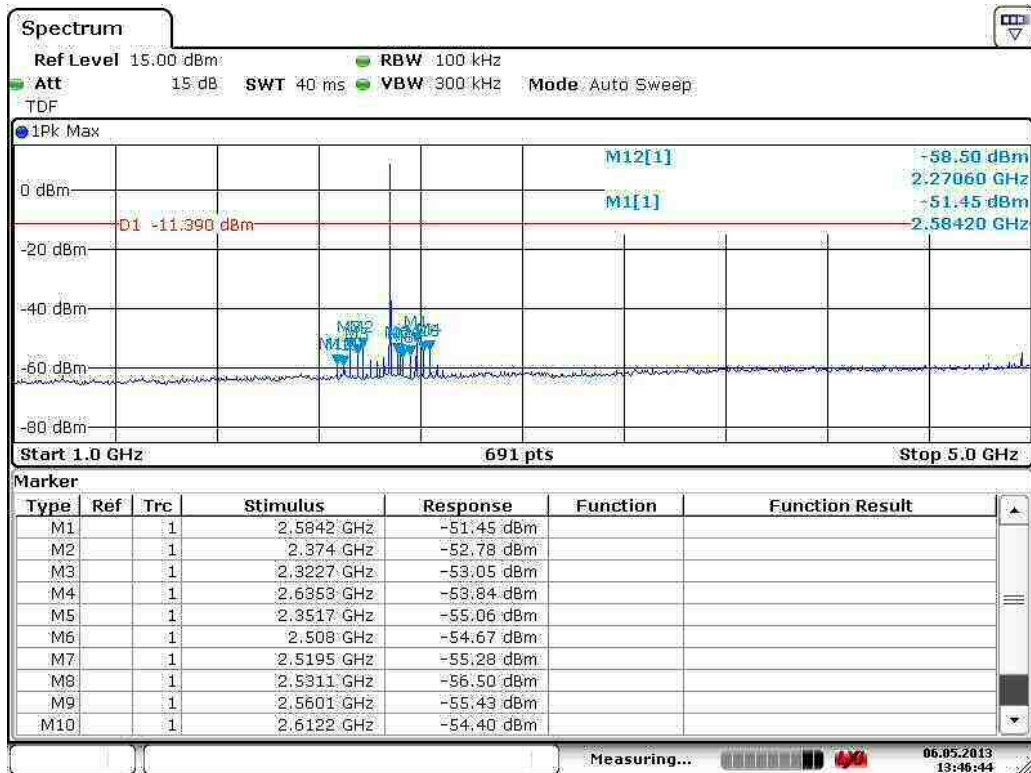 Spectrum
Ref Level 15.00 dBm RBW 100 kHz
Att 15 dB SWT 40 ms VBW 300 kHz Mode Auto Sweep
TDF
1Pk Max
M12[1] -58.50 dBm
2.27060 GHz
M1[1] -51.45 dBm
2.58420 GHz
0 dBm
D1 -11.390 dBm
-20 dBm
-40 dBm
-60 dBm
-80 dBm
Start 1.0 GHz 691 pts Stop 5.0 GHz
Marker
Type Ref Trc Stimulus Response Function Function Result
M1 1 2.5842 GHz -51.45 dBm
M2 1 2.374 GHz -52.78 dBm
M3 1 2.3227 GHz -53.05 dBm
M4 1 2.6353 GHz -53.84 dBm
M5 1 2.3517 GHz -55.06 dBm
M6 1 2.508 GHz -54.67 dBm
M7 1 2.5195 GHz -55.28 dBm
M8 1 2.5311 GHz -56.50 dBm
M9 1 2.5601 GHz -55.43 dBm
M10 1 2.6122 GHz -54.40 dBm
Measuring... 06.05.2013
13:46:44